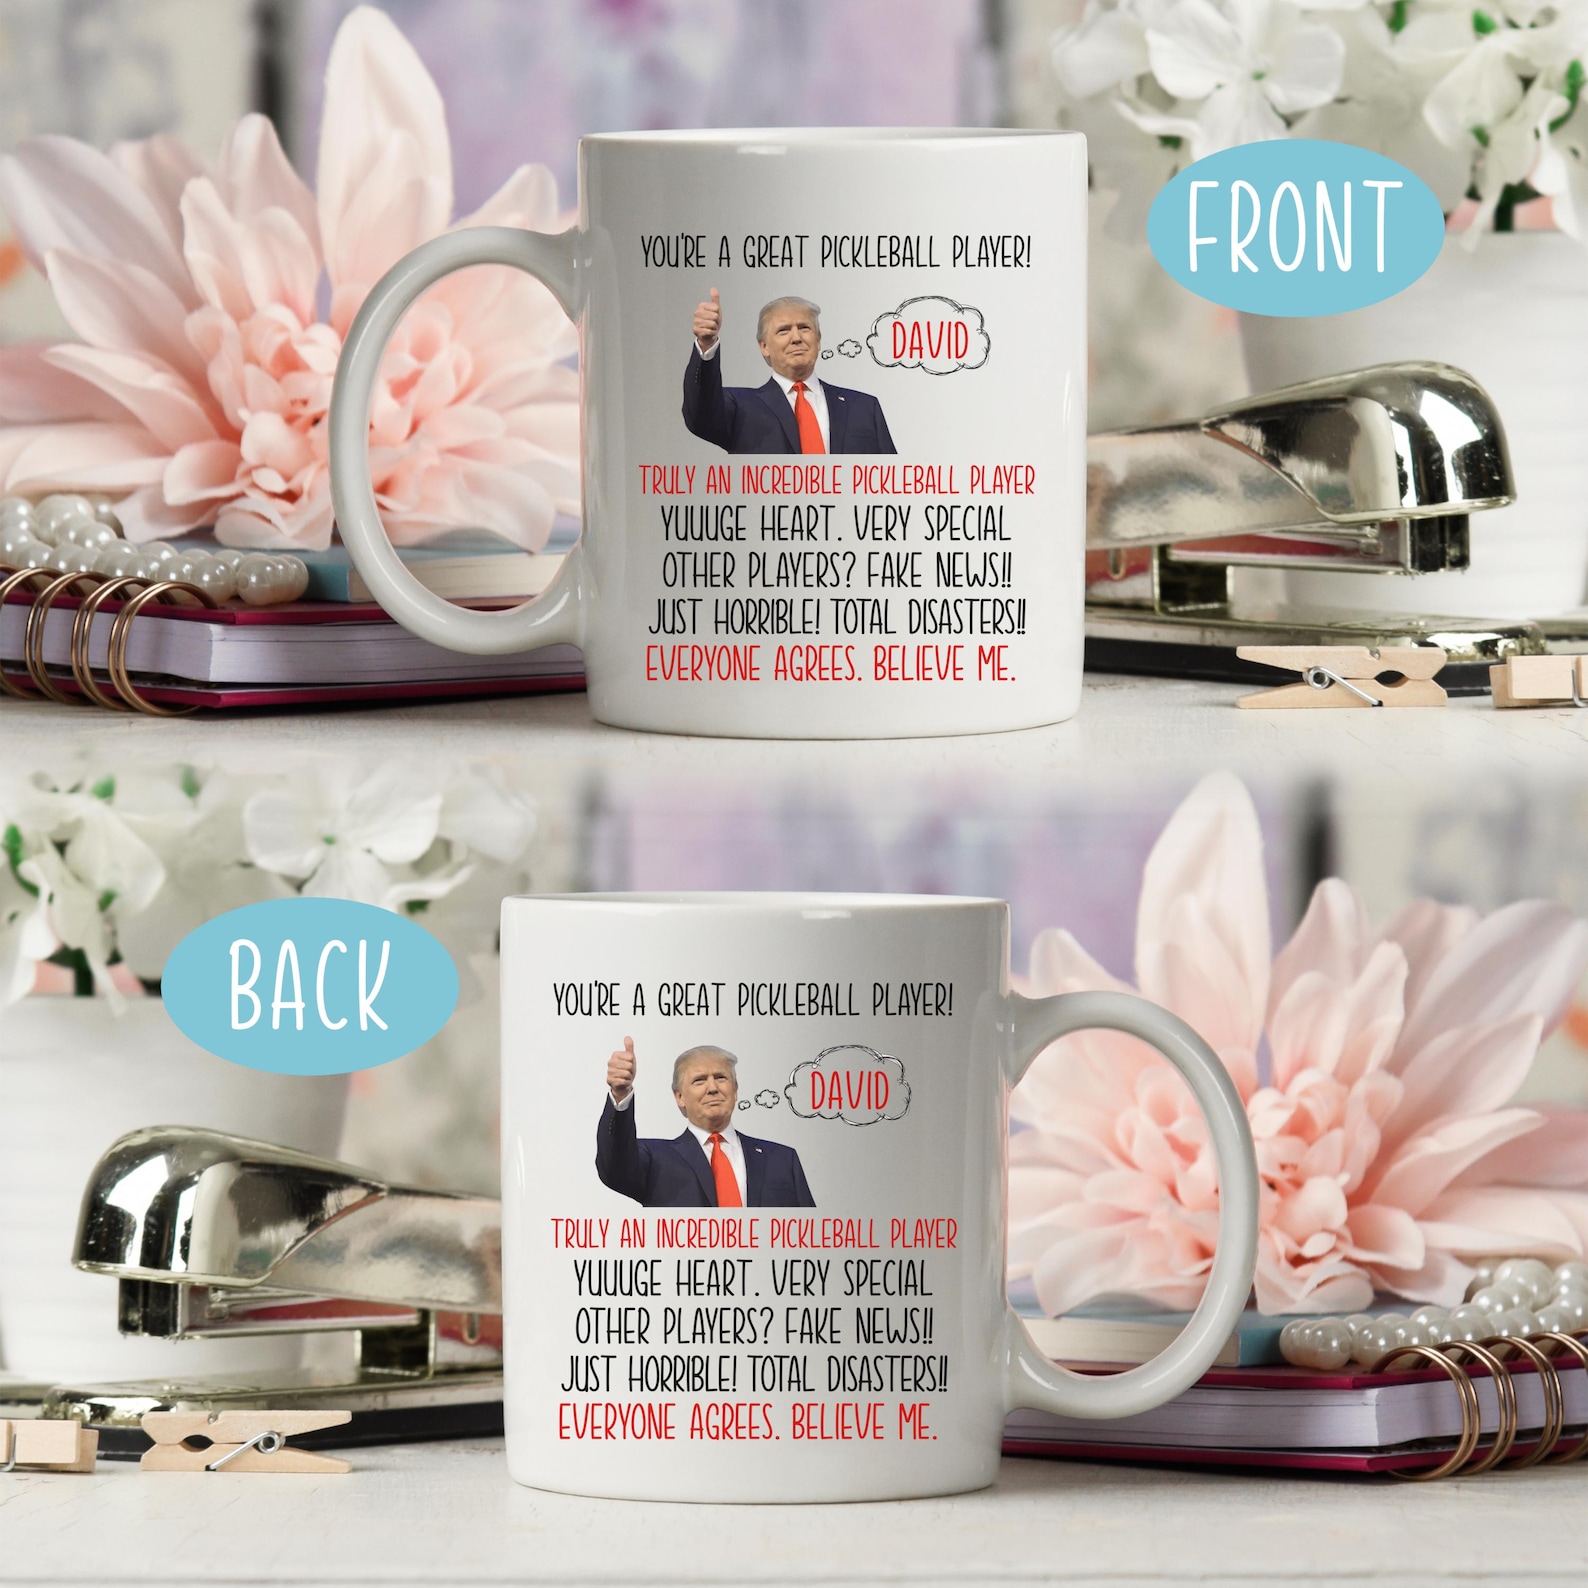 FRONT
YOU'RE A GREAT PICKLEBALL PLAYER!
DAVID
TRULY AN INCREDIBLE PICKLEBALL PLAYER
YUUUGE HEART. VERY SPECIAL
OTHER PLAYERS? FAKE NEWS!!
JUST HORRIBLE! TOTAL DISASTERS!!
EVERYONE AGREES. BELIEVE ME.
BACK
YOU'RE A GREAT PICKLEBALL PLAYER!
DAVID
TRULY AN INCREDIBLE PICKLEBALL PLAYER
YUUUGE HEART. VERY SPECIAL
OTHER PLAYERS? FAKE NEWS!!
JUST HORRIBLE! TOTAL DISASTERS!!
EVERYONE AGREES. BELIEVE ME.